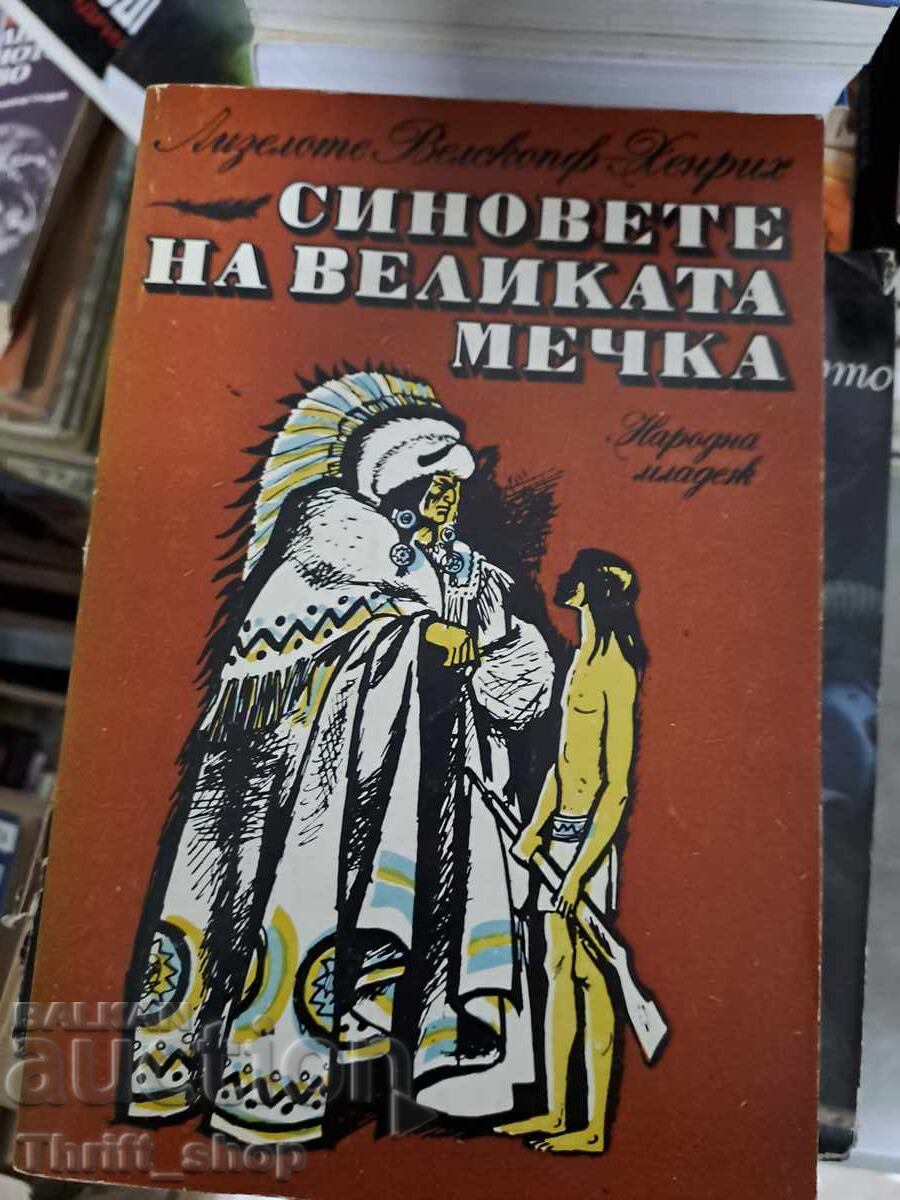 Лизелоте Велскопф-Хенрих
СИНОВЕТЕ
НА ВЕЛИКАТА
МЕЧКА
Народна
младеж
BALKAN
auction
Thrift_shop